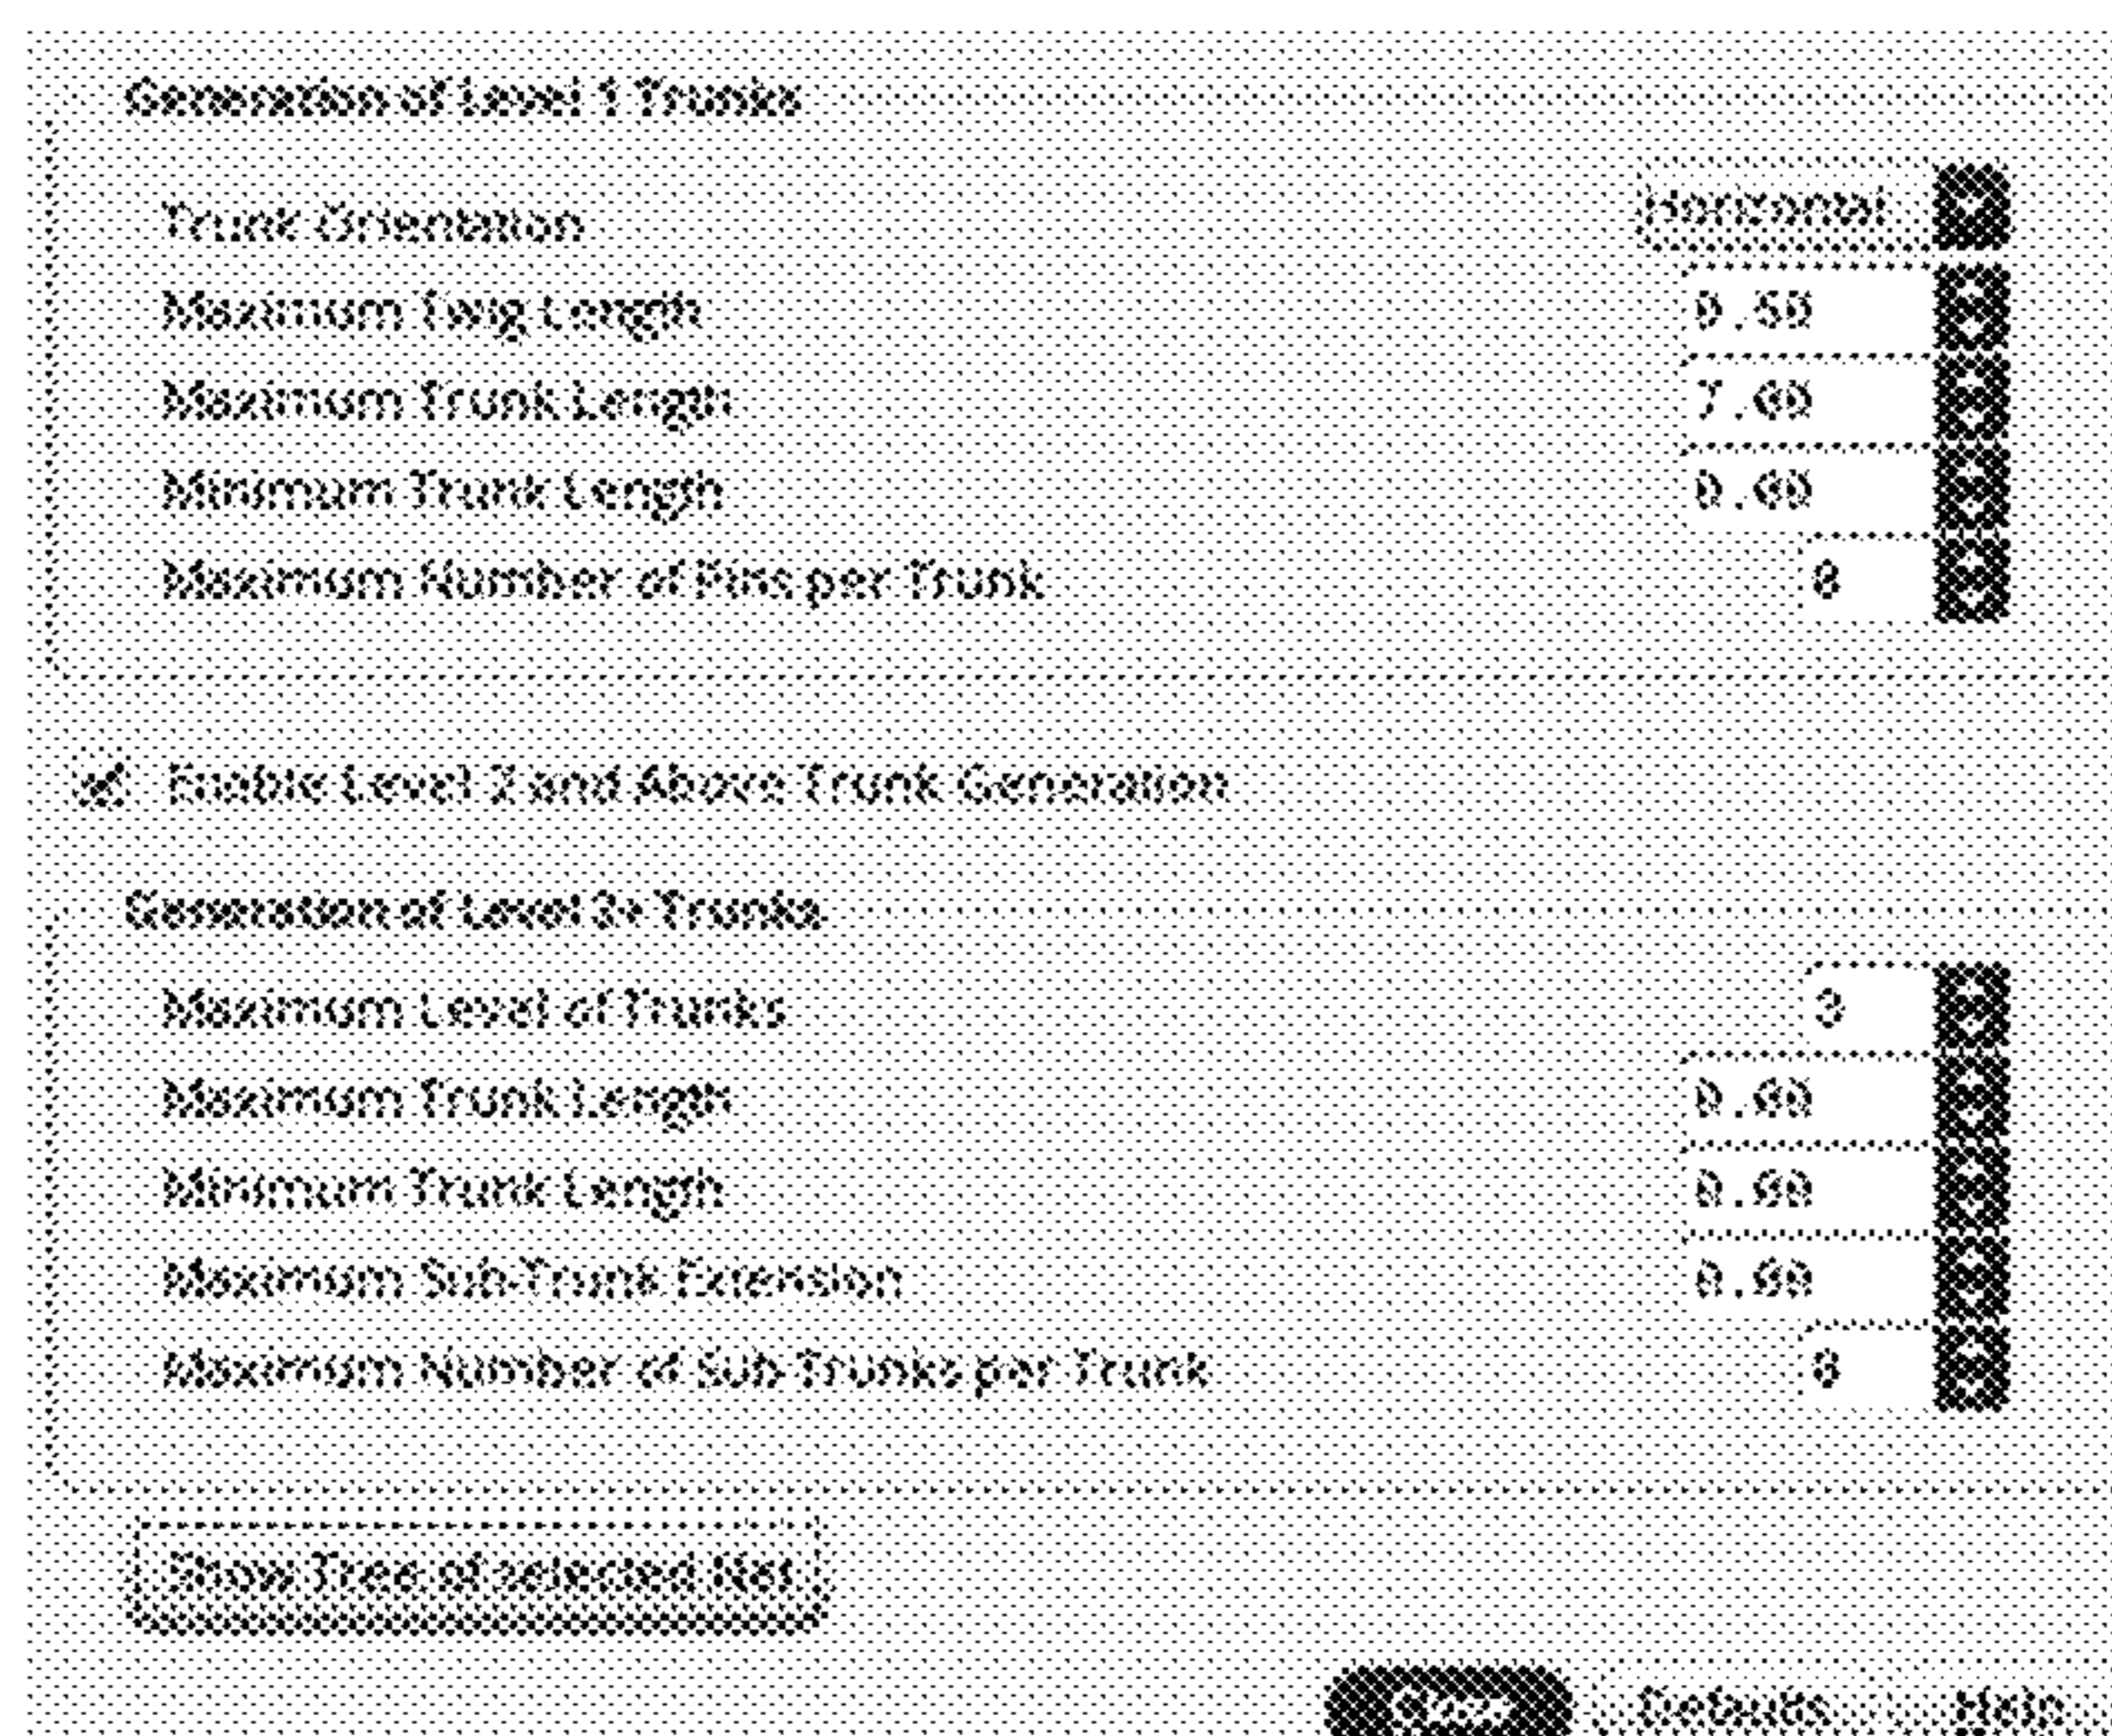 Generation of Level 1 Trunks
Trunk Orientation Horizontal
Maximum Twig Length 0.50
Maximum Trunk Length 7.00
Minimum Trunk Length 0.00
Maximum Number of Pins per Trunk 0
Enable Level 2 and Above Trunk Generation
Generation of Level 2+ Trunks
Maximum Level of Trunks
Maximum Trunk Length 0.00
Minimum Trunk Length 0.00
Maximum Sub-Trunk Extension 0.00
Maximum Number of Sub-Trunks per Trunk 0
Show Tree of selected Net
Close Defaults Help